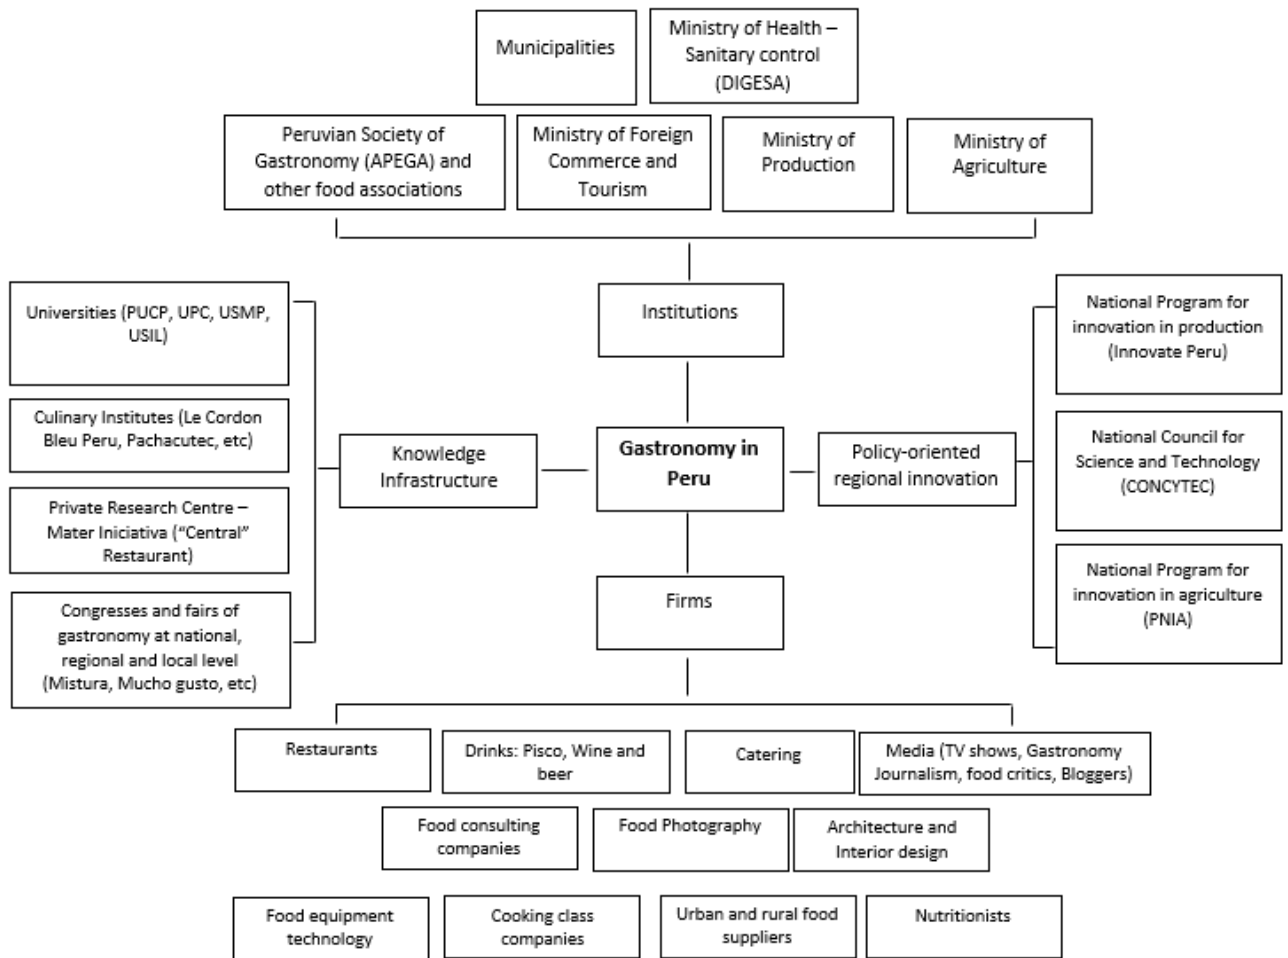 Municipalities
Ministry of Health –
Sanitary control
(DIGESA)
Peruvian Society of
Gastronomy (APEGA) and
other food associations
Ministry of Foreign
Commerce and
Tourism
Ministry of
Production
Ministry of
Agriculture
Institutions
Universities (PUCP, UPC, USMP,
USIL)
Culinary Institutes (Le Cordon
Bleu Peru, Pachacutec, etc)
Private Research Centre –
Mater Iniciativa (“Central”
Restaurant)
Congresses and fairs of
gastronomy at national,
regional and local level
(Mistura, Mucho gusto, etc)
Knowledge
Infrastructure
Gastronomy in
Peru
Policy-oriented
regional innovation
National Program for
innovation in production
(Innovate Peru)
National Council for
Science and Technology
(CONCYTEC)
National Program for
innovation in agriculture
(PNIA)
Firms
Restaurants
Drinks: Pisco, Wine and
beer
Catering
Media (TV shows, Gastronomy
Journalism, food critics, Bloggers)
Food consulting
companies
Food Photography
Architecture and
Interior design
Food equipment
technology
Cooking class
companies
Urban and rural food
suppliers
Nutritionists